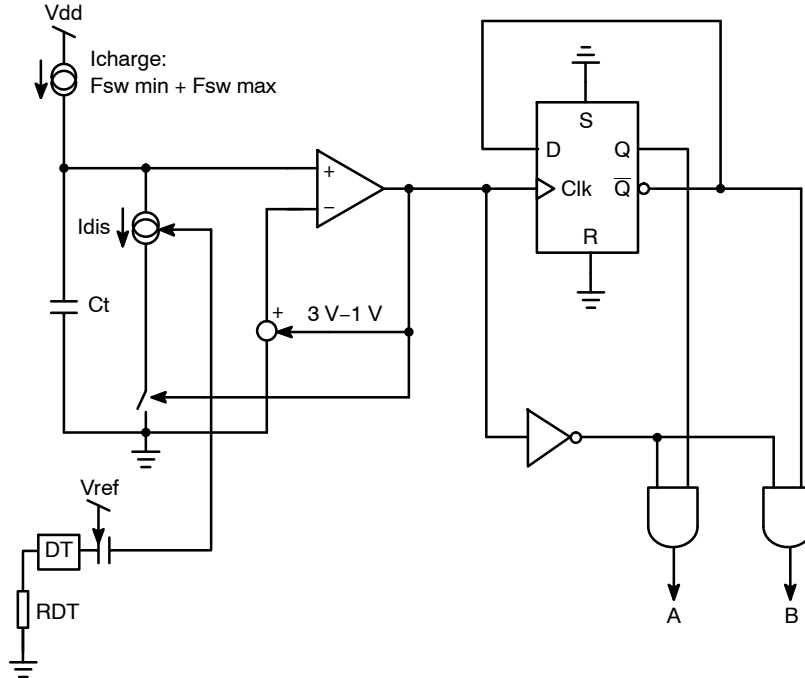 Vdd
Icharge:
Fsw min + Fsw max
S
D
Q
+
Clk
Q̅
−
Idis
R
+
3 V−1 V
Ct
Vref
DT
RDT
A
B